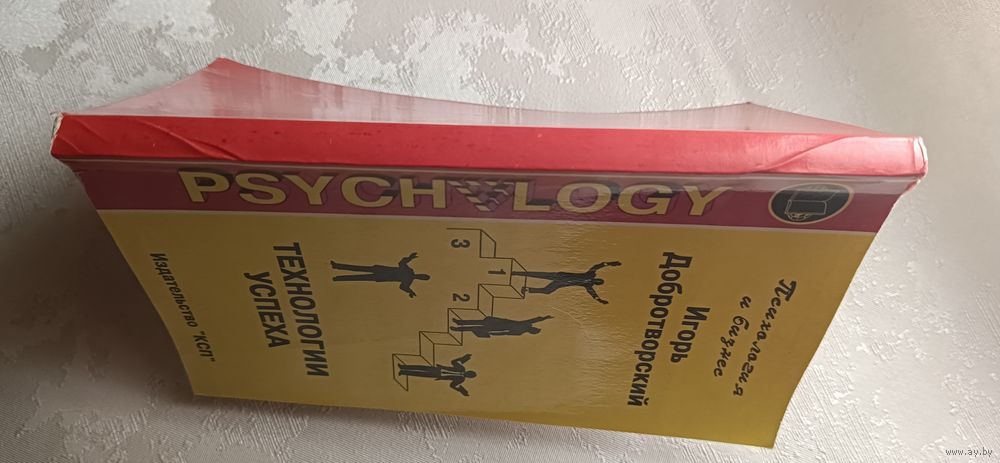 PSYCHOLOGY
Психология
и бизнес
Игорь
Добротворский
3
1
2
ТЕХНОЛОГИИ
УСПЕХА
Издательство "КСП"
www.ay.by